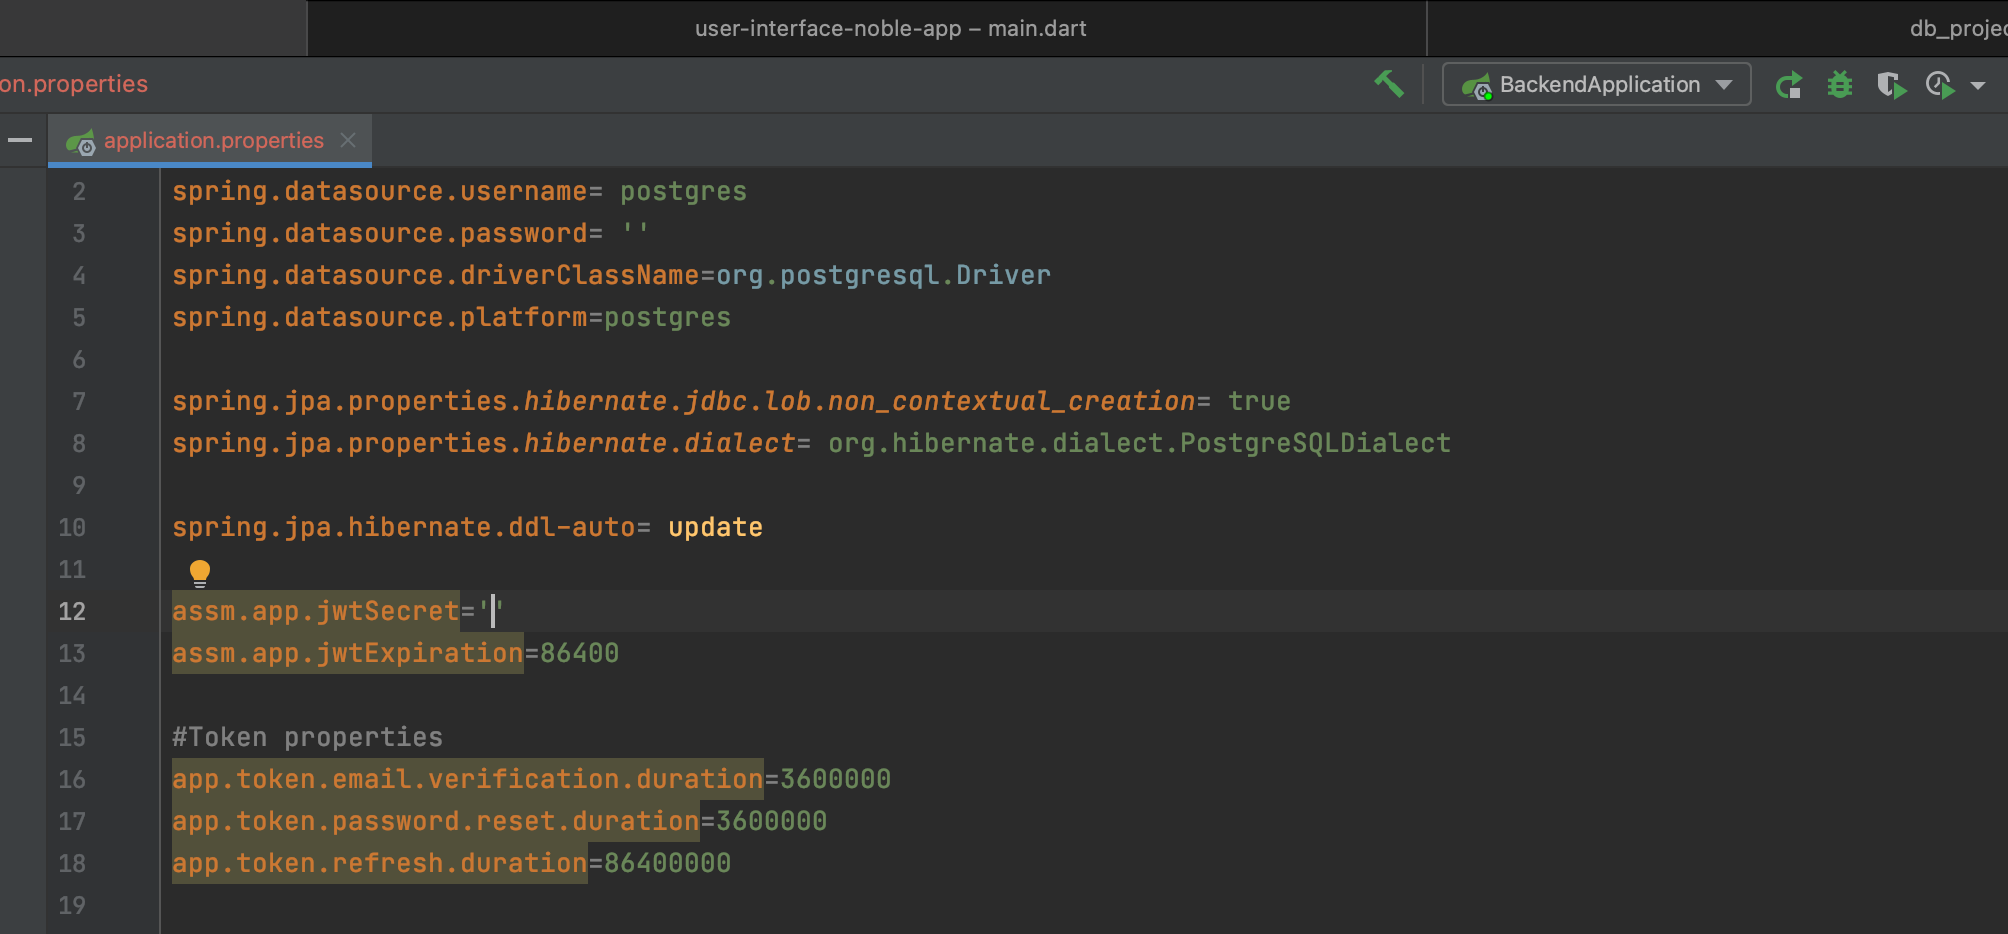 user-interface-noble-app – main.dart
db_projec
on.properties
BackendApplication
application.properties
2 spring.datasource.username= postgres
3 spring.datasource.password= ''
4 spring.datasource.driverClassName=org.postgresql.Driver
5 spring.datasource.platform=postgres
6
7 spring.jpa.properties.hibernate.jdbc.lob.non_contextual_creation= true
8 spring.jpa.properties.hibernate.dialect= org.hibernate.dialect.PostgreSQLDialect
9
10 spring.jpa.hibernate.ddl-auto= update
11
12 assm.app.jwtSecret=''
13 assm.app.jwtExpiration=86400
14
15 #Token properties
16 app.token.email.verification.duration=3600000
17 app.token.password.reset.duration=3600000
18 app.token.refresh.duration=86400000
19